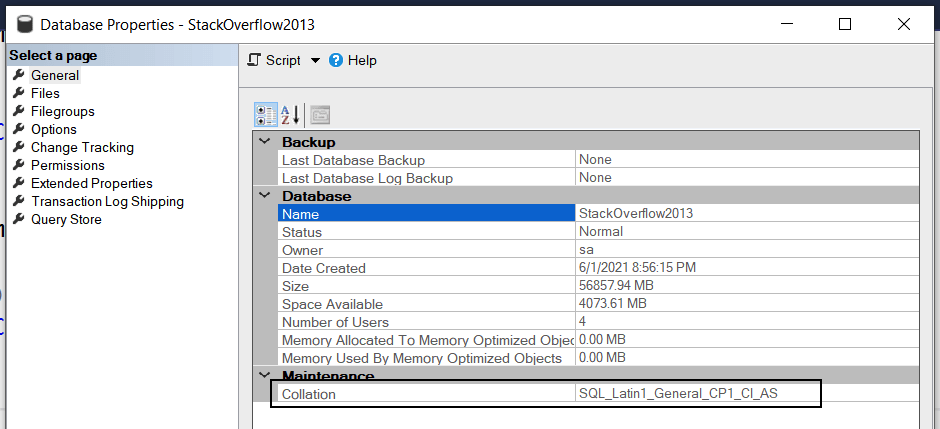 Database Properties - StackOverflow2013
Select a page
General
Files
Filegroups
Options
Change Tracking
Permissions
Extended Properties
Transaction Log Shipping
Query Store
Script
Help
Backup
Last Database Backup None
Last Database Log Backup None
Database
Name StackOverflow2013
Status Normal
Owner sa
Date Created 6/1/2021 8:56:15 PM
Size 56857.94 MB
Space Available 4073.61 MB
Number of Users 4
Memory Allocated To Memory Optimized Objec 0.00 MB
Memory Used By Memory Optimized Objects 0.00 MB
Maintenance
Collation SQL_Latin1_General_CP1_CI_AS